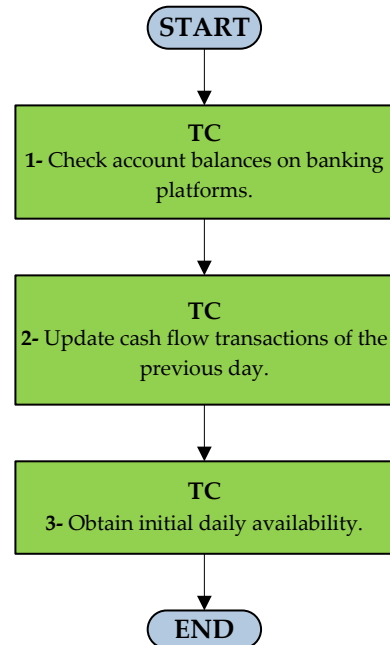 START
TC
1- Check account balances on banking
platforms.
TC
2- Update cash flow transactions of the
previous day.
TC
3- Obtain initial daily availability.
END